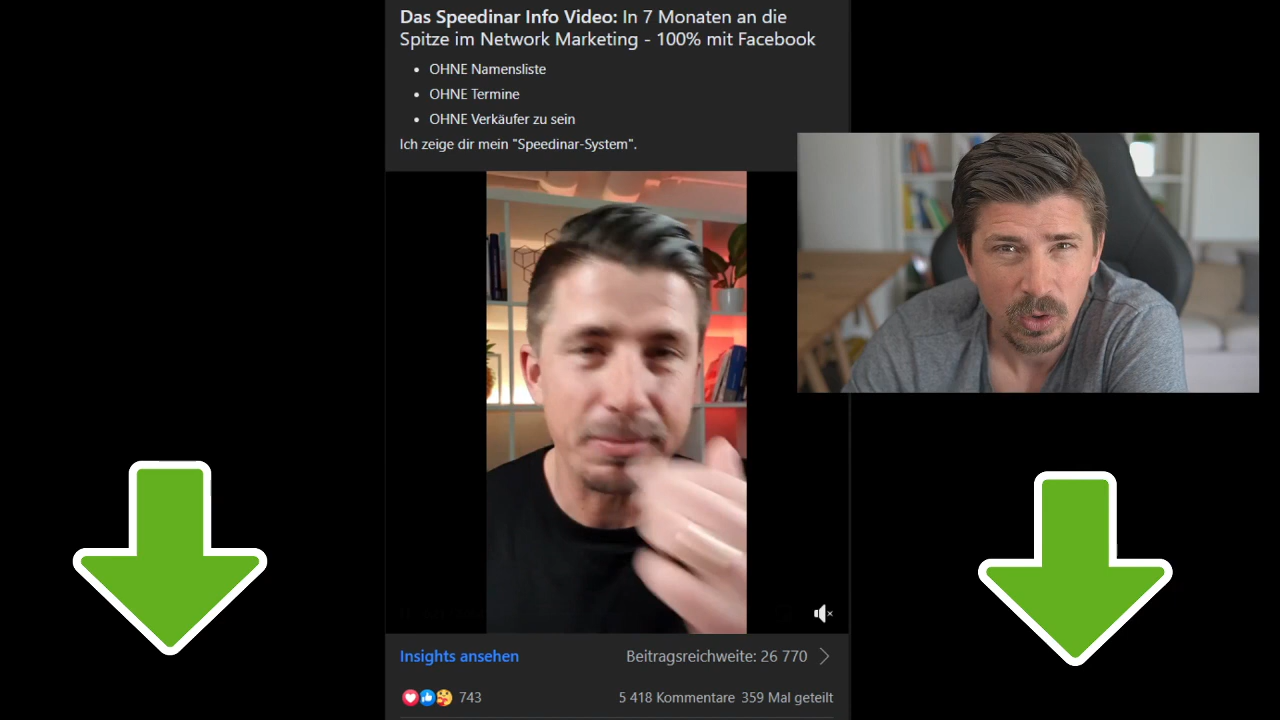 Das Speedinar Info Video: In 7 Monaten an die
Spitze im Network Marketing - 100% mit Facebook
OHNE Namensliste
OHNE Termine
OHNE Verkäufer zu sein
Ich zeige dir mein "Speedinar-System".
Insights ansehen
Beitragsreichweite: 26 770
743
5 418 Kommentare 359 Mal geteilt